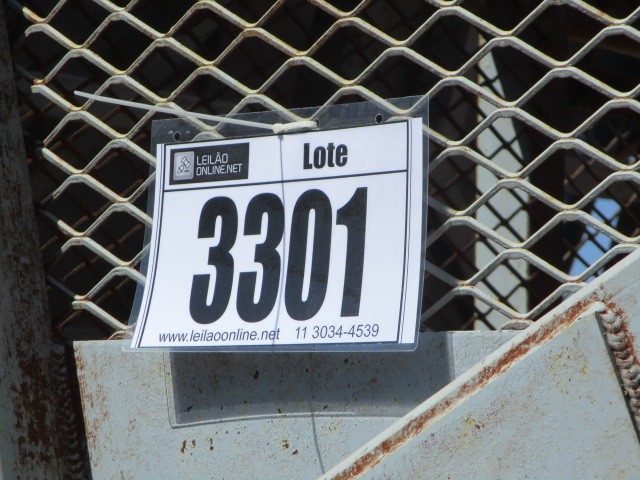 LEILÃO
ONLINE.NET
Lote
3301
www.leilaoonline.net 11 3034-4539